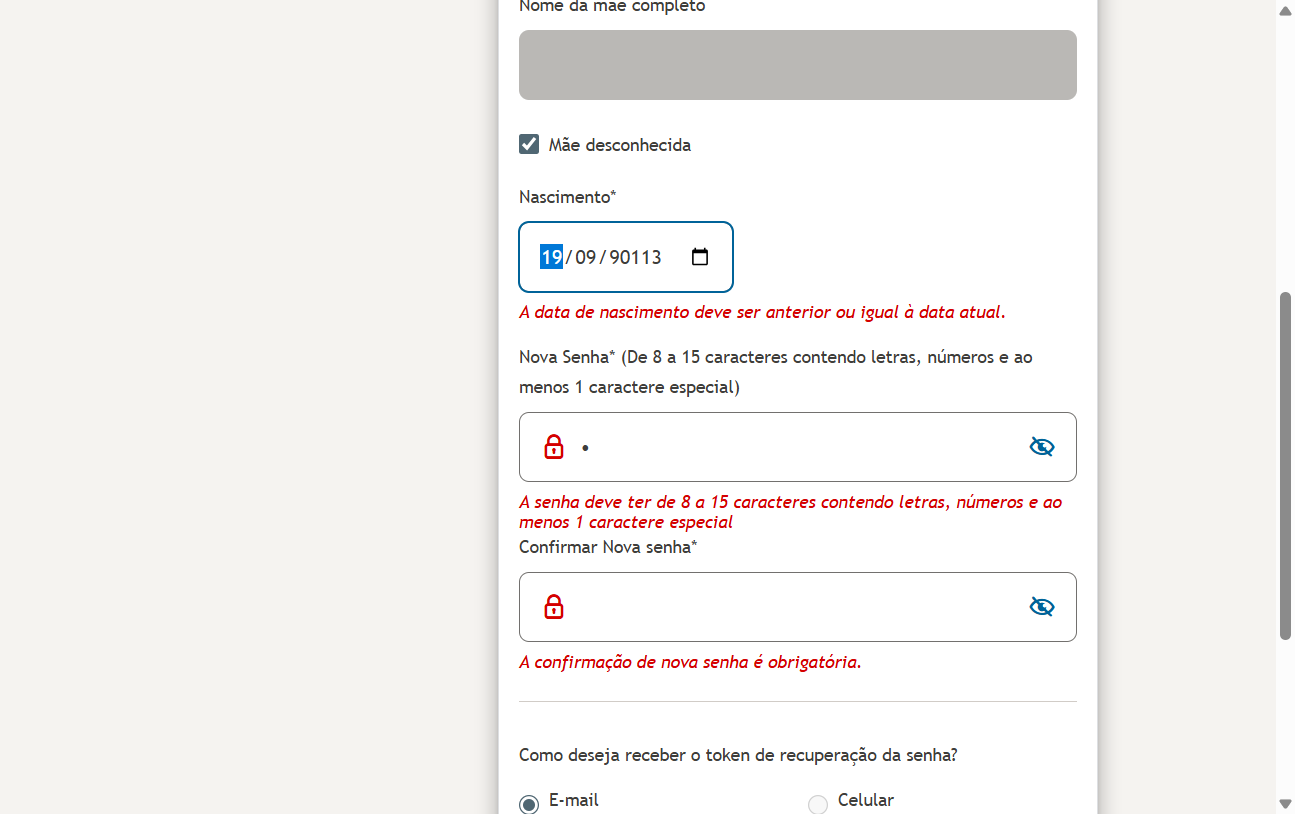 Nome da mãe completo
Mãe desconhecida
Nascimento*
19/09/90113
A data de nascimento deve ser anterior ou igual à data atual.
Nova Senha* (De 8 a 15 caracteres contendo letras, números e ao
menos 1 caractere especial)
•
A senha deve ter de 8 a 15 caracteres contendo letras, números e ao
menos 1 caractere especial
Confirmar Nova senha*
A confirmação de nova senha é obrigatória.
Como deseja receber o token de recuperação da senha?
E-mail
Celular